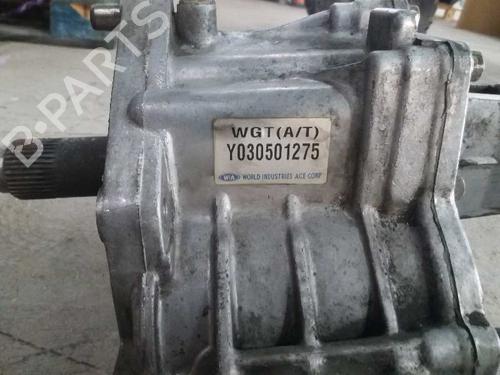 B-PARTS
WGT(A/T)
Y030501275
WIA WORLD INDUSTRIES ACE CORP.